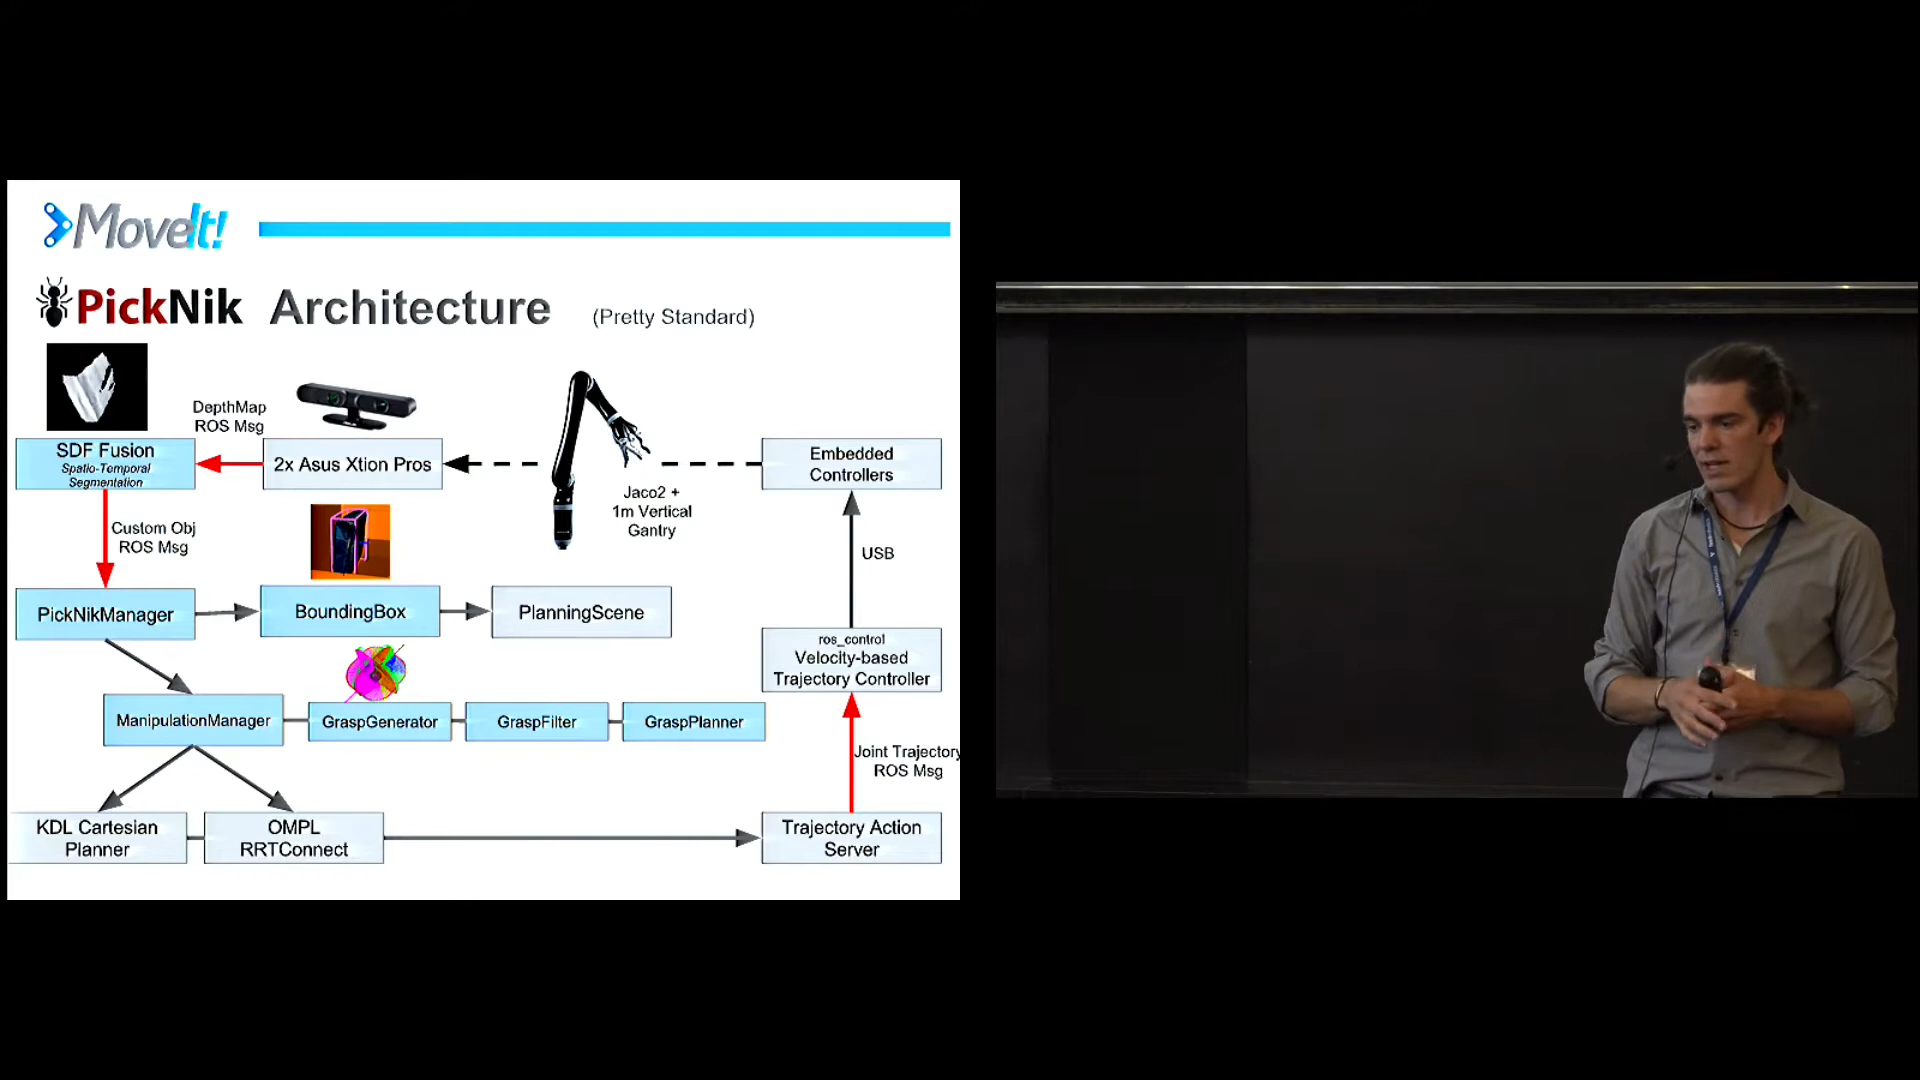 MoveIt!
PickNik Architecture (Pretty Standard)
DepthMap
ROS Msg
SDF Fusion
Spatio-Temporal
Segmentation
2x Asus Xtion Pros
Jaco2 +
1m Vertical
Gantry
Embedded
Controllers
Custom Obj
ROS Msg
USB
PickNikManager
BoundingBox
PlanningScene
ros_control
Velocity-based
Trajectory Controller
ManipulationManager
GraspGenerator
GraspFilter
GraspPlanner
Joint Trajectory
ROS Msg
KDL Cartesian
Planner
OMPL
RRTConnect
Trajectory Action
Server